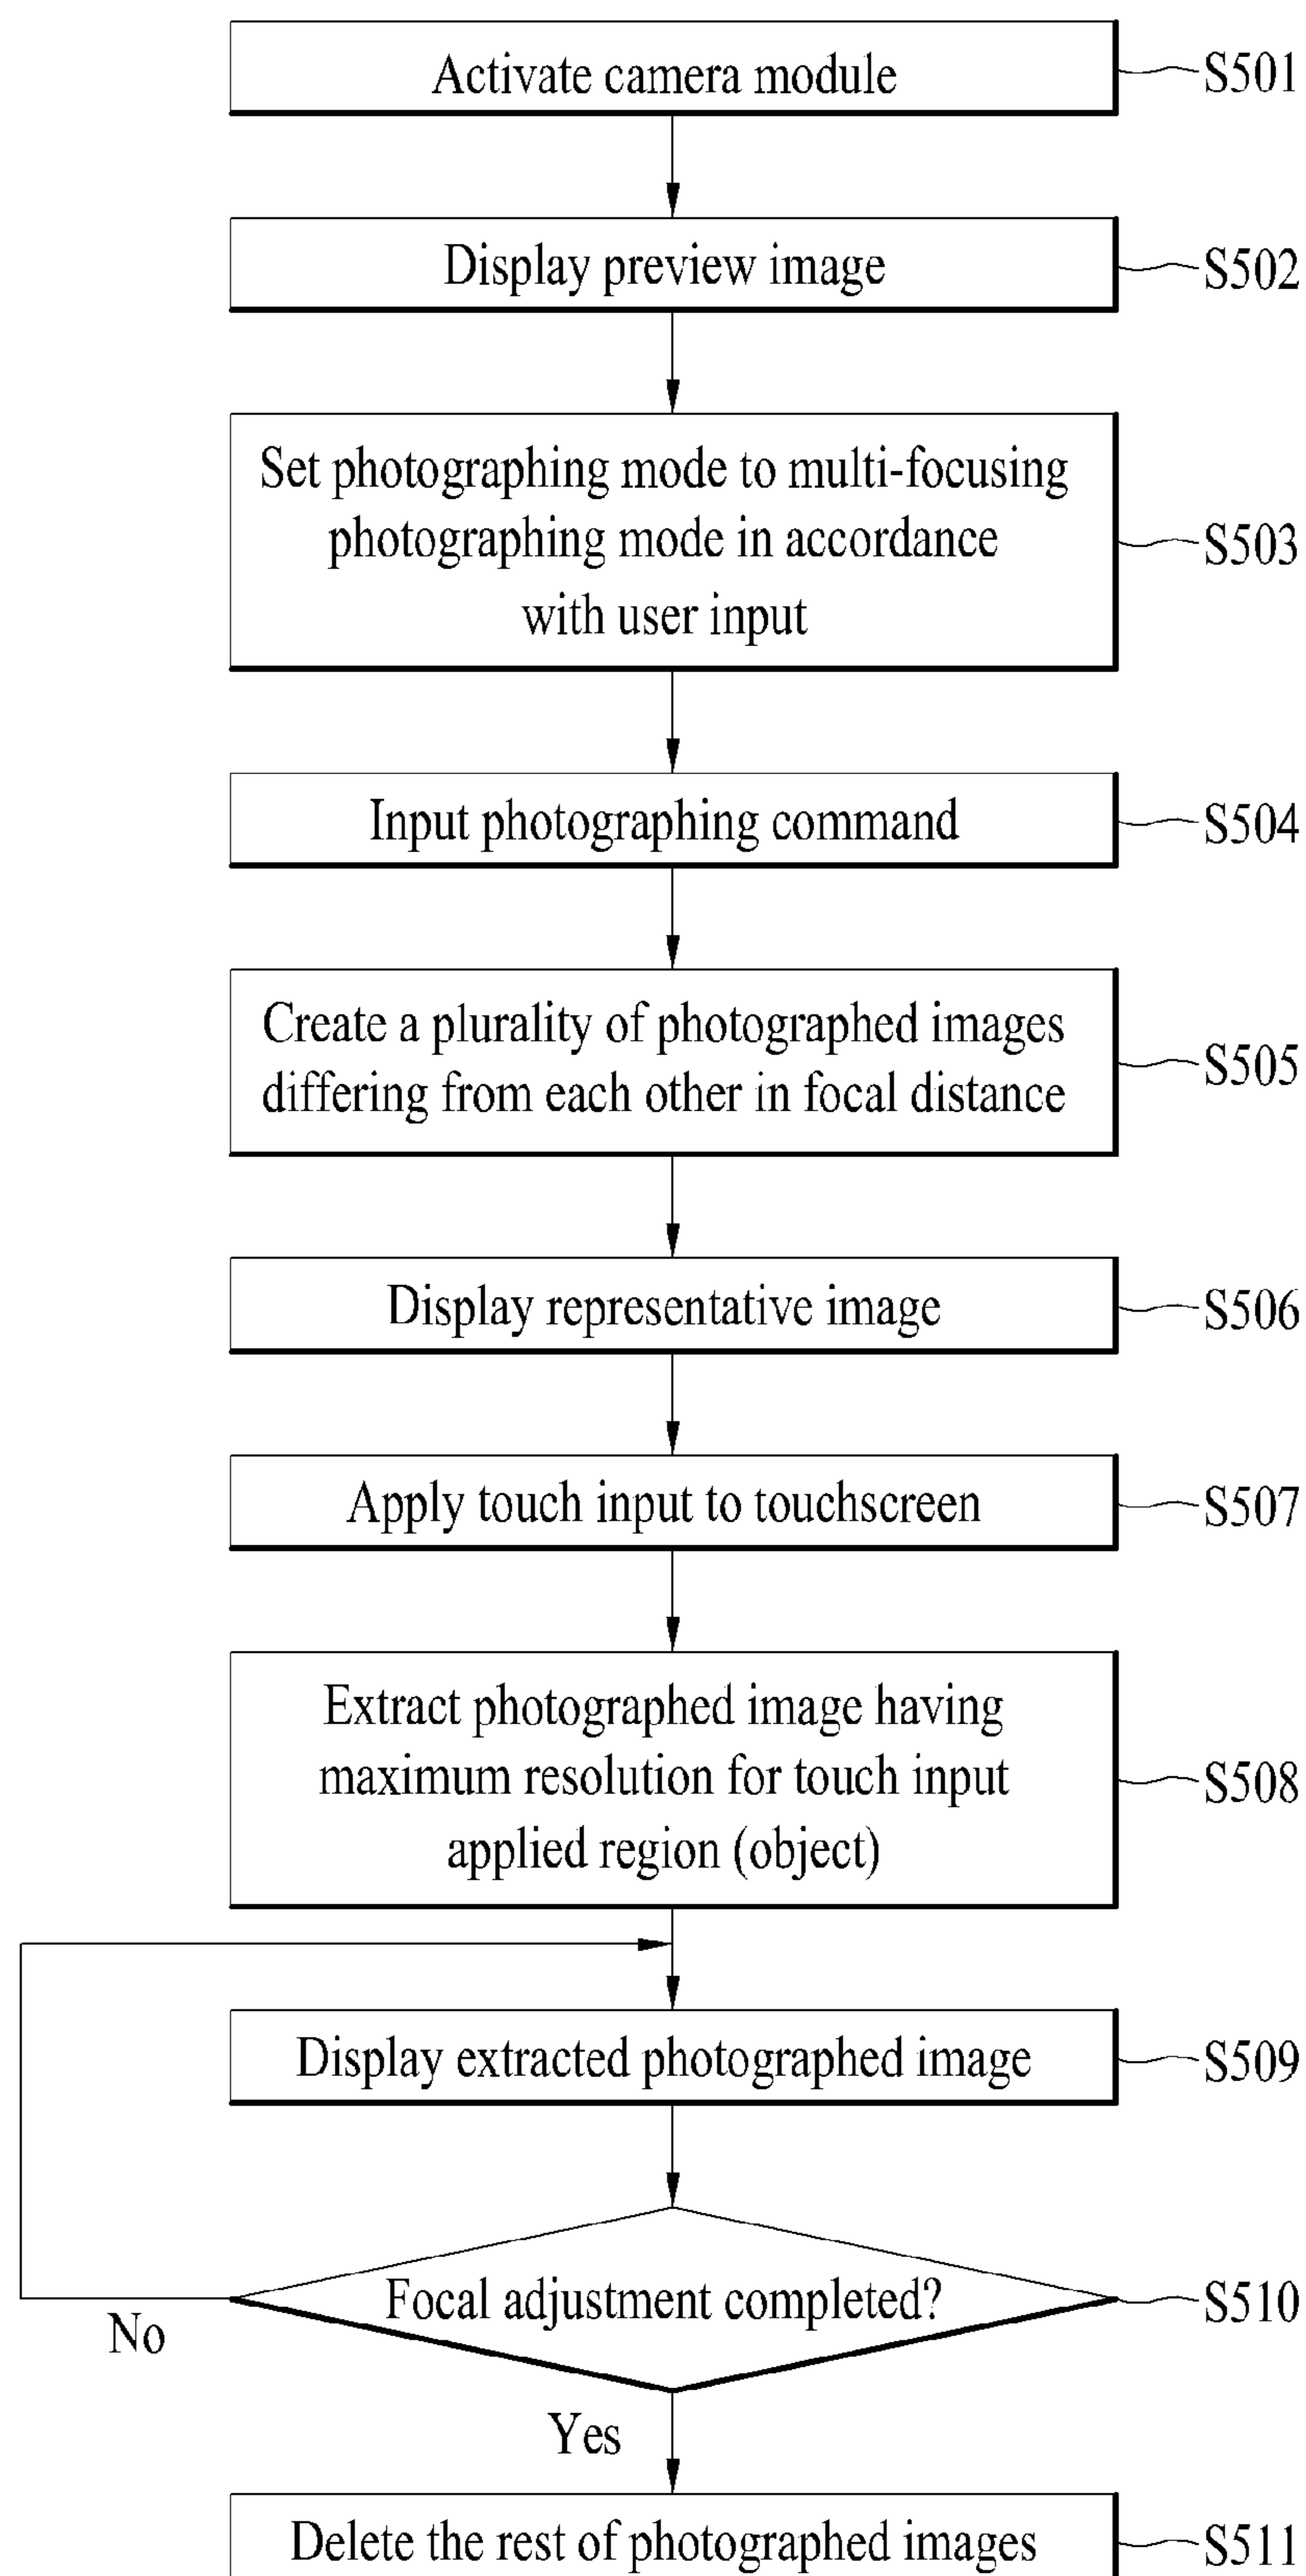 Activate camera module
S501
Display preview image
S502
Set photographing mode to multi-focusing
photographing mode in accordance
with user input
S503
Input photographing command
S504
Create a plurality of photographed images
differing from each other in focal distance
S505
Display representative image
S506
Apply touch input to touchscreen
S507
Extract photographed image having
maximum resolution for touch input
applied region (object)
S508
Display extracted photographed image
S509
Focal adjustment completed?
S510
No
Yes
Delete the rest of photographed images
S511